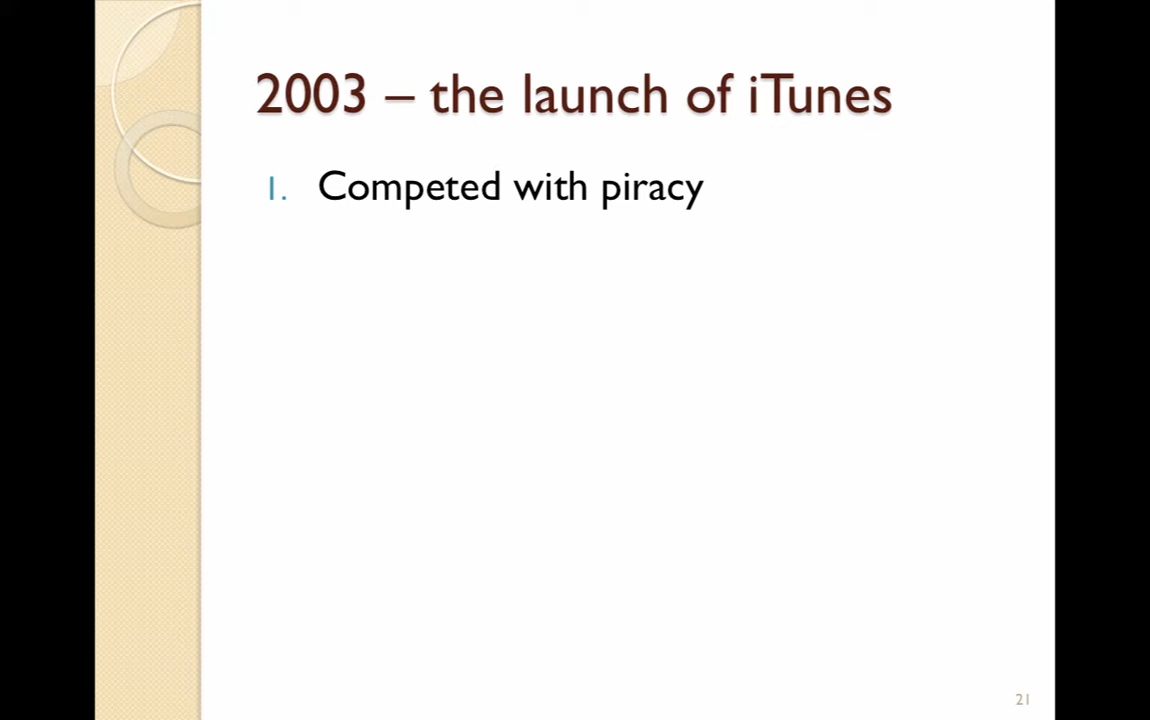 2003 – the launch of iTunes
1. Competed with piracy
21